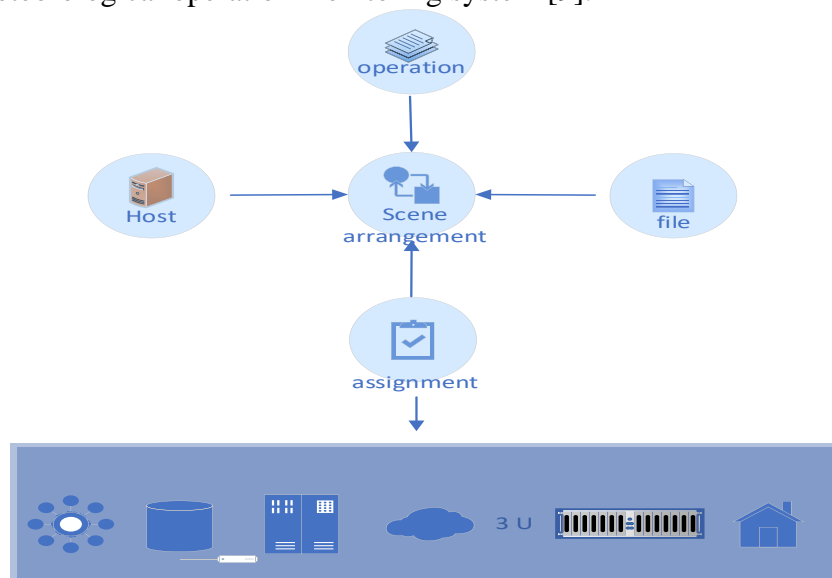 operation
Host
Scene
arrangement
file
assignment
3 U